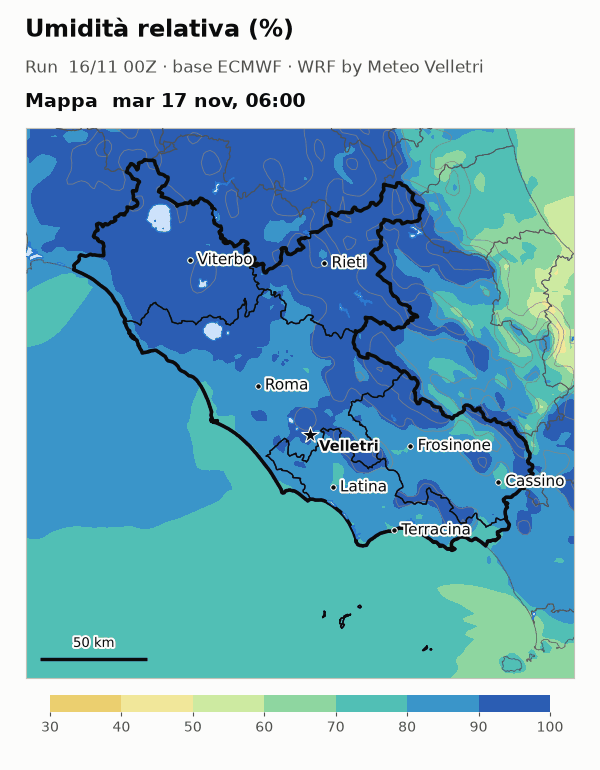 Umidità relativa (%)
Run  16/11 00Z · base ECMWF · WRF by Meteo Velletri
Mappa  mar 17 nov, 06:00
Viterbo
Rieti
Roma
Velletri
Frosinone
Cassino
Latina
Terracina
50 km
30 40 50 60 70 80 90 100